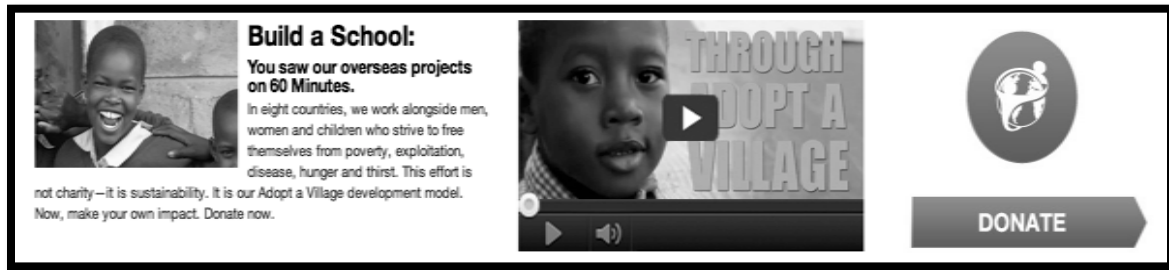 Build a School:
You saw our overseas projects
on 60 Minutes.
In eight countries, we work alongside men,
women and children who strive to free
themselves from poverty, exploitation,
disease, hunger and thirst. This effort is
not charity—it is sustainability. It is our Adopt a Village development model.
Now, make your own impact. Donate now.
THROUGH
ADOPT A
VILLAGE
DONATE